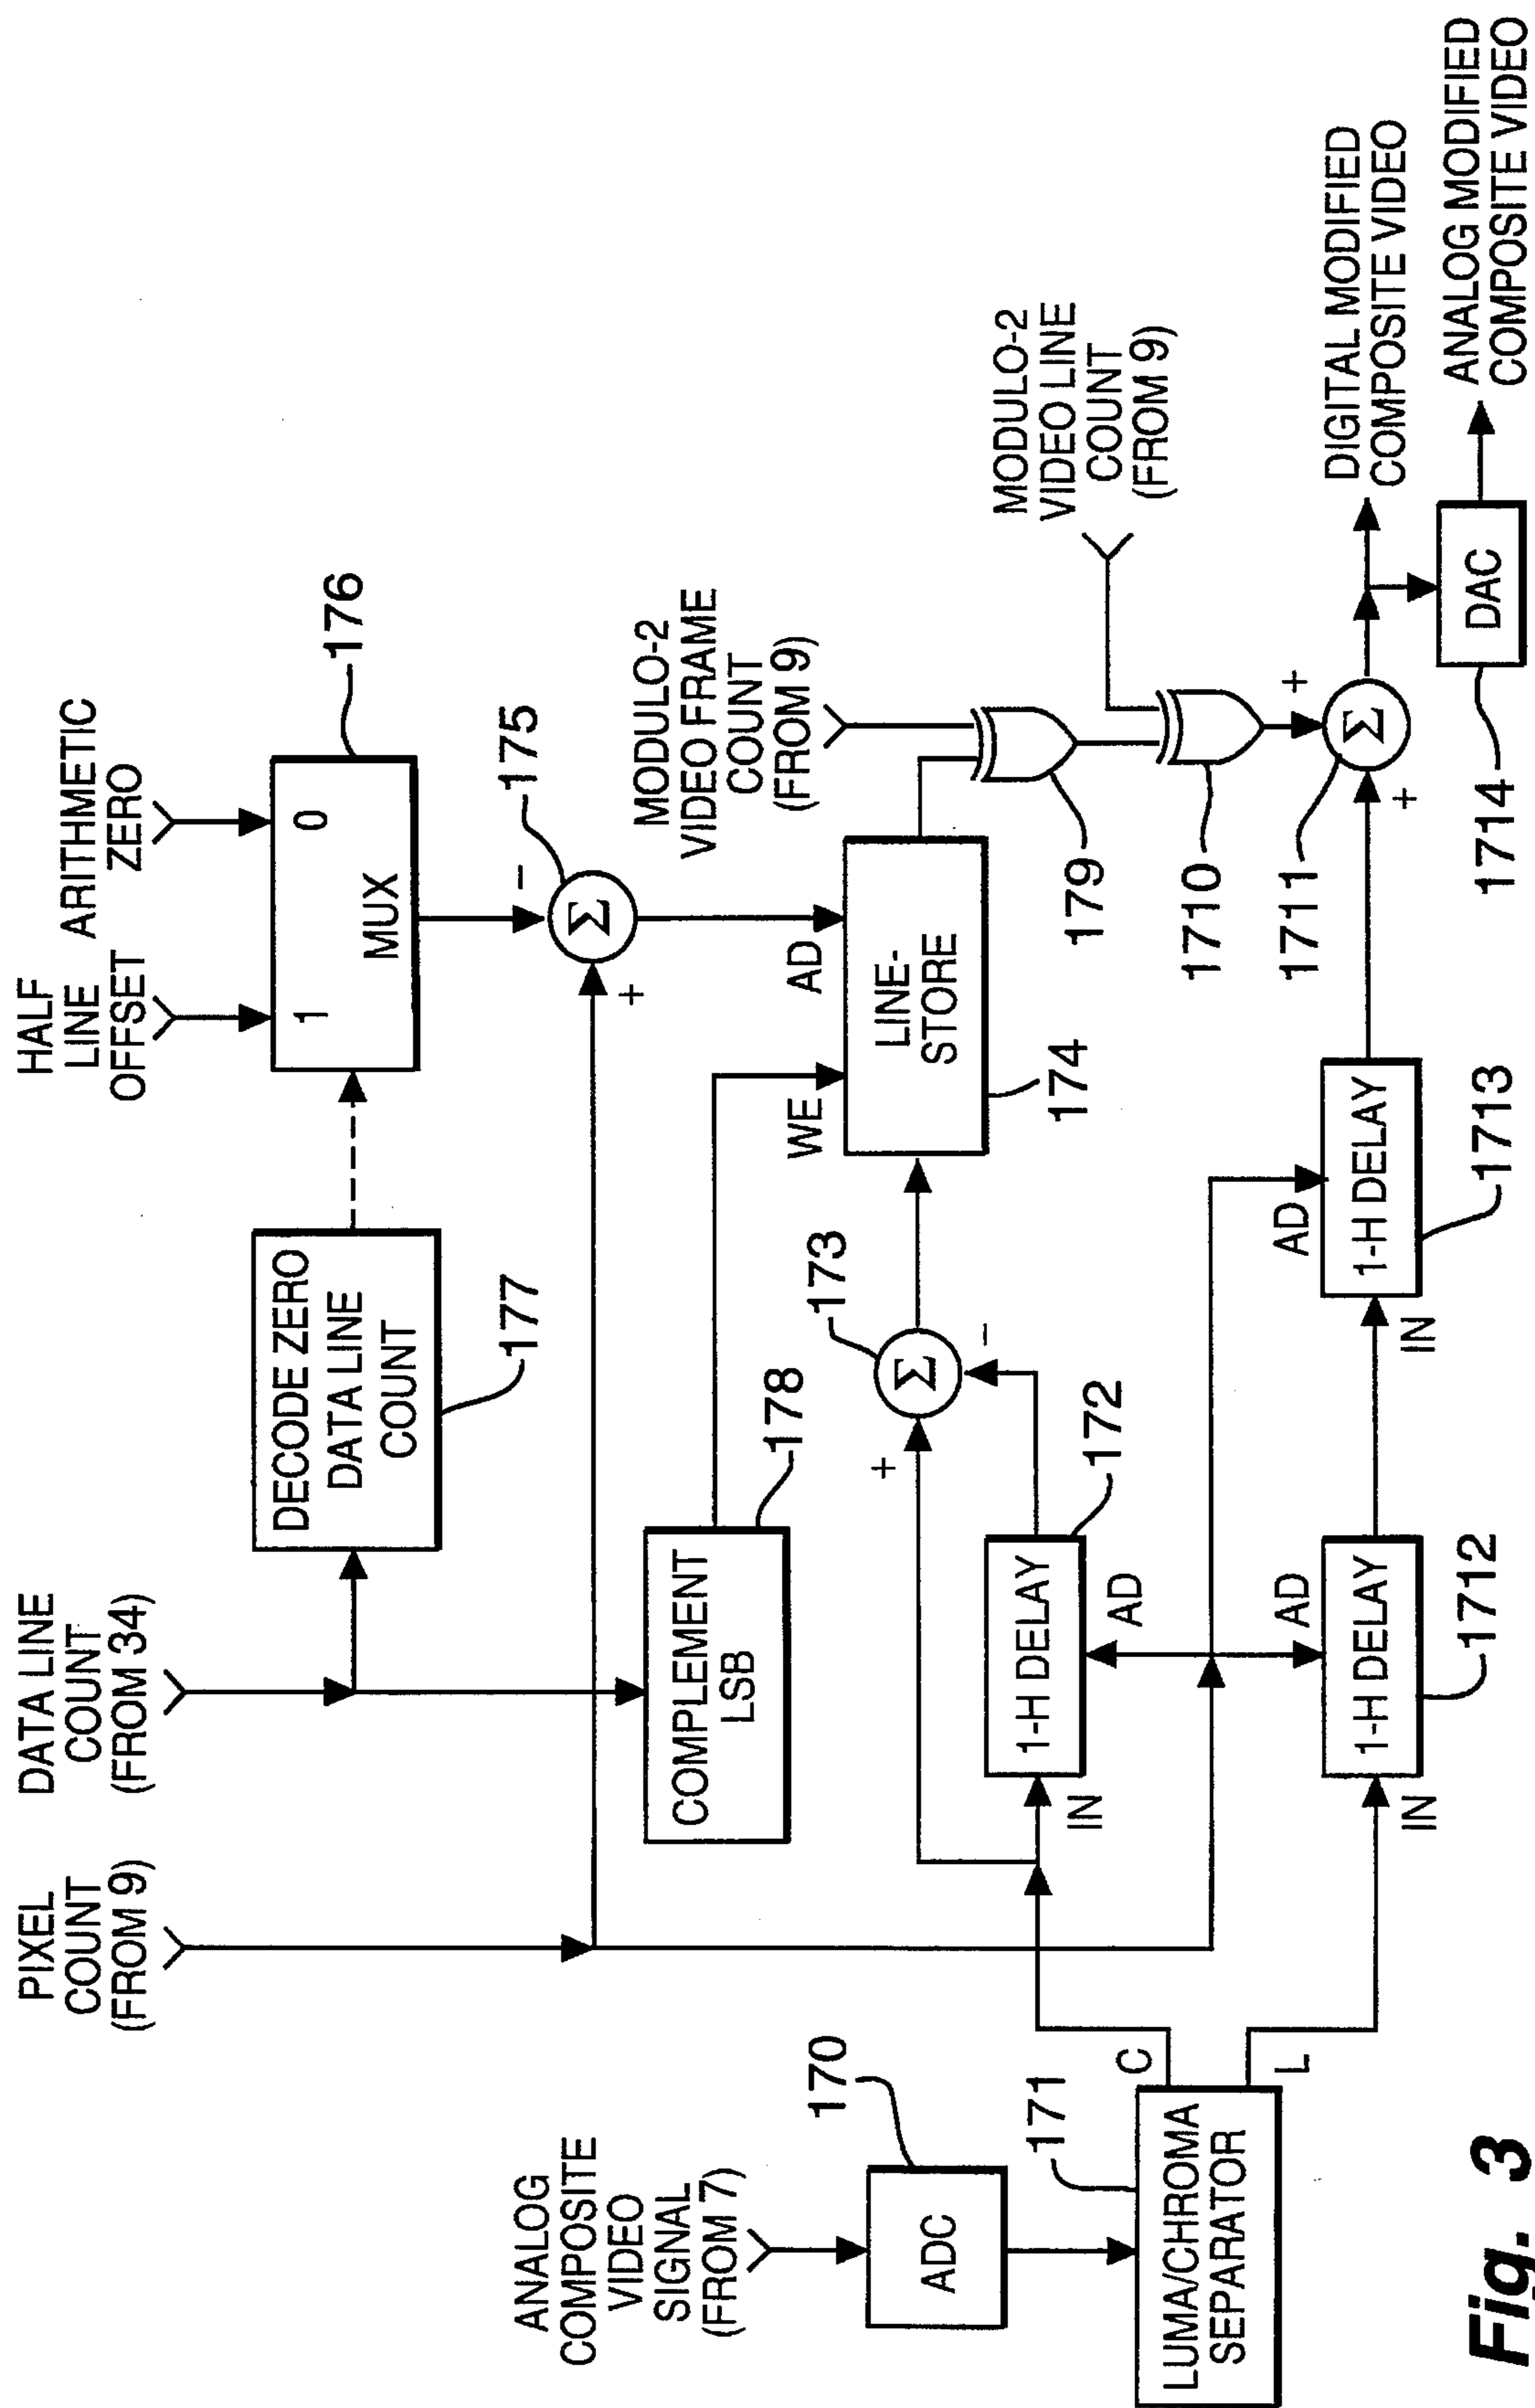 HALF
LINE
OFFSET
ARITHMETIC
ZERO
1
0
MUX
176
DATA LINE
COUNT
(FROM 34)
DECODE ZERO
DATA LINE
COUNT
177
PIXEL
COUNT
(FROM 9)
-
175
Σ
+
COMPLEMENT
LSB
178
WE
AD
LINE-
STORE
174
MODULO-2
VIDEO FRAME
COUNT
(FROM 9)
179
MODULO-2
VIDEO LINE
COUNT
(FROM 9)
1710
ANALOG
COMPOSITE
VIDEO
SIGNAL
(FROM 7)
170
ADC
171
LUMA/CHROMA
SEPARATOR
C
L
+
173
Σ
-
IN
1-H DELAY
172
AD
IN
1-H DELAY
AD
1712
IN
1-H DELAY
AD
1713
+
+
Σ
1711
DIGITAL MODIFIED
COMPOSITE VIDEO
DAC
1714
ANALOG MODIFIED
COMPOSITE VIDEO
Fig. 3